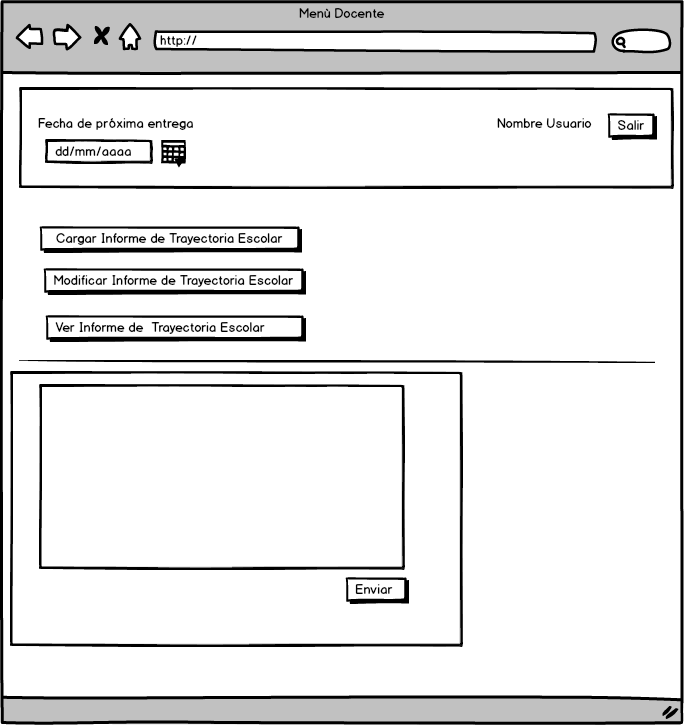 Menù Docente
http://
Fecha de próxima entrega
Nombre Usuario
Salir
dd/mm/aaaa
Cargar Informe de Trayectoria Escolar
Modificar Informe de Trayectoria Escolar
Ver Informe de Trayectoria Escolar
Enviar